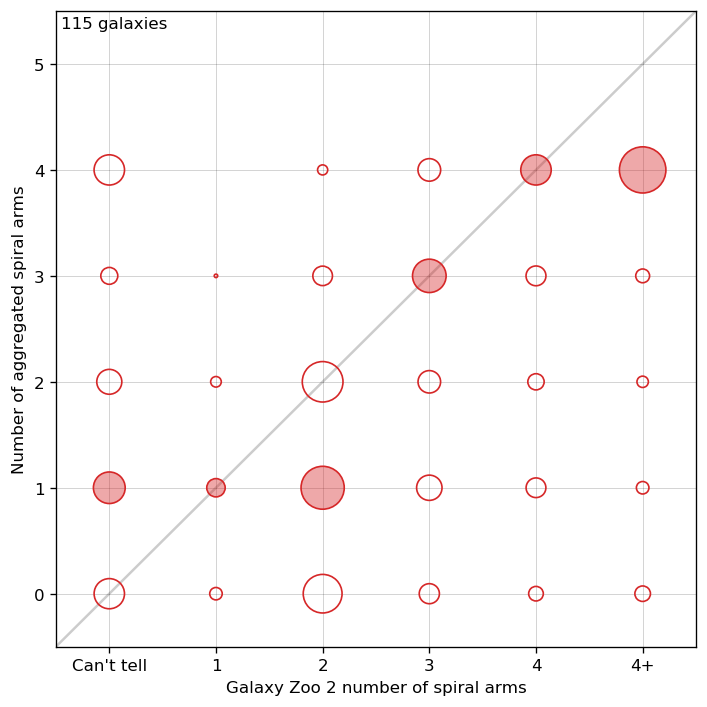 115 galaxies
Number of aggregated spiral arms
5
4
3
2
1
0
Can't tell 1 2 3 4 4+
Galaxy Zoo 2 number of spiral arms